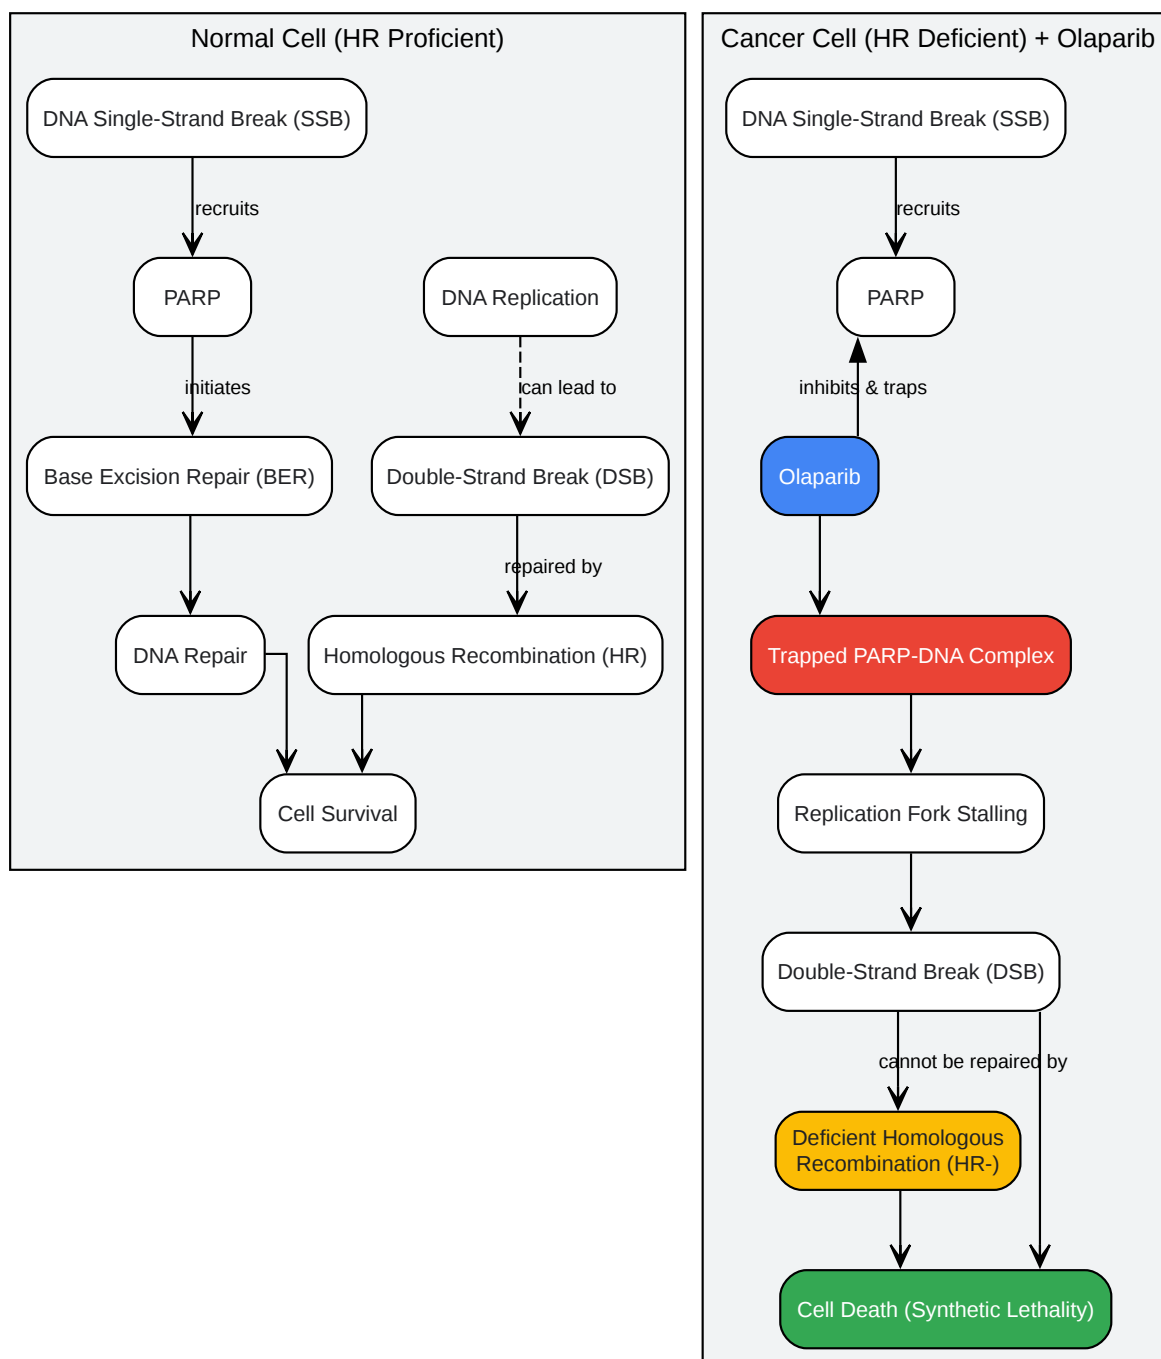 Normal Cell (HR Proficient)
DNA Single-Strand Break (SSB)
recruits
PARP
DNA Replication
initiates
can lead to
Base Excision Repair (BER)
Double-Strand Break (DSB)
repaired by
DNA Repair
Homologous Recombination (HR)
Cell Survival
Cancer Cell (HR Deficient) + Olaparib
DNA Single-Strand Break (SSB)
recruits
PARP
inhibits & traps
Olaparib
Trapped PARP-DNA Complex
Replication Fork Stalling
Double-Strand Break (DSB)
cannot be repaired by
Deficient Homologous
Recombination (HR-)
Cell Death (Synthetic Lethality)